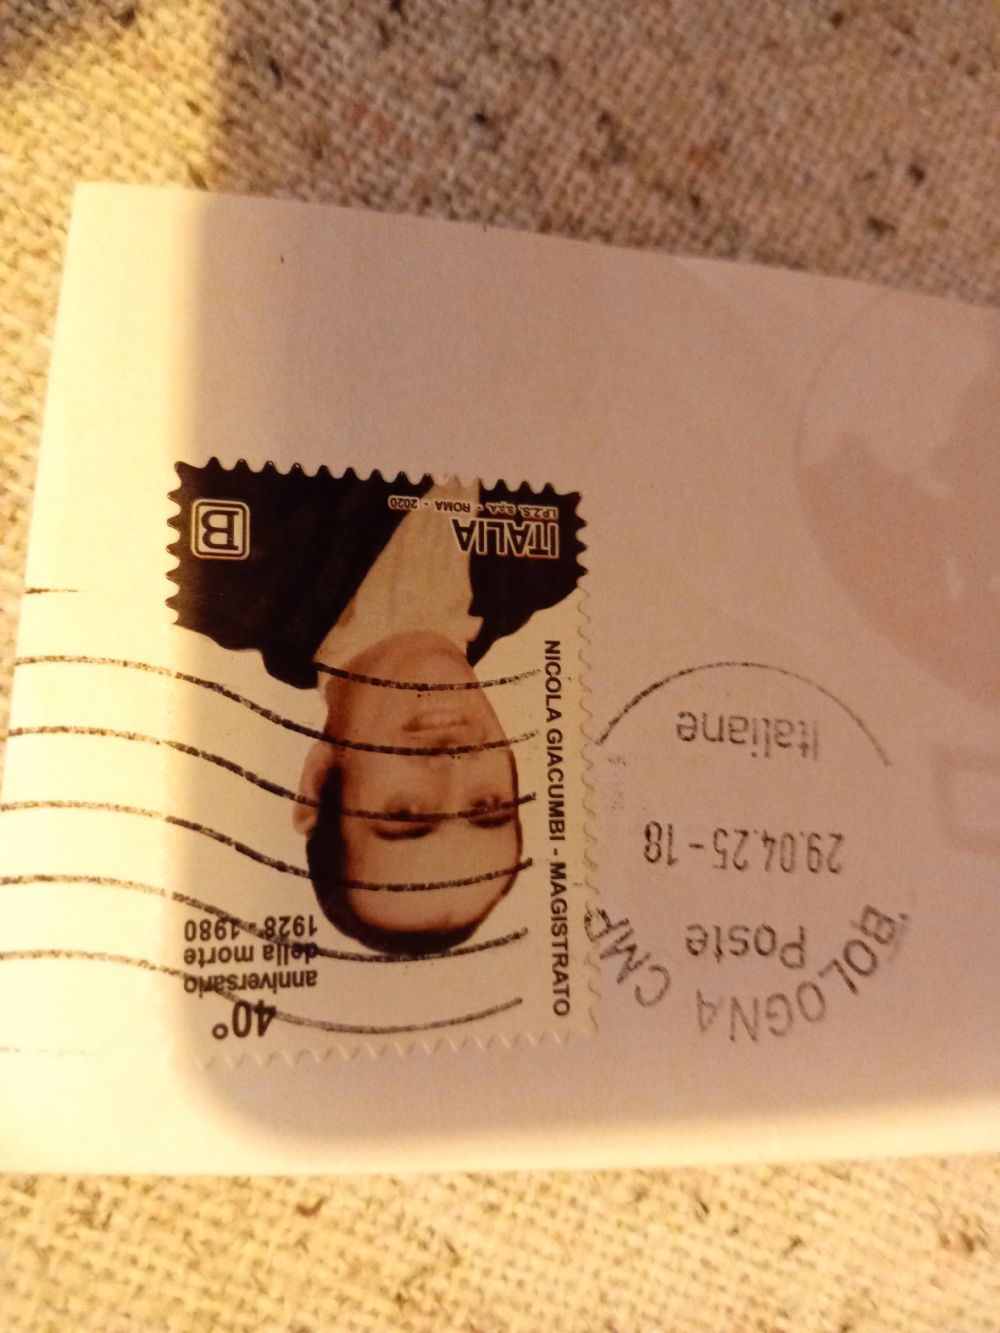 40°
anniversario
della morte
1928 - 1980
NICOLA GIACUMBI - MAGISTRATO
ITALIA
I.P.Z.S. S.p.A. - ROMA - 2020
B
BOLOGNA CMP
Poste
29.04.25 - 18
Italiane